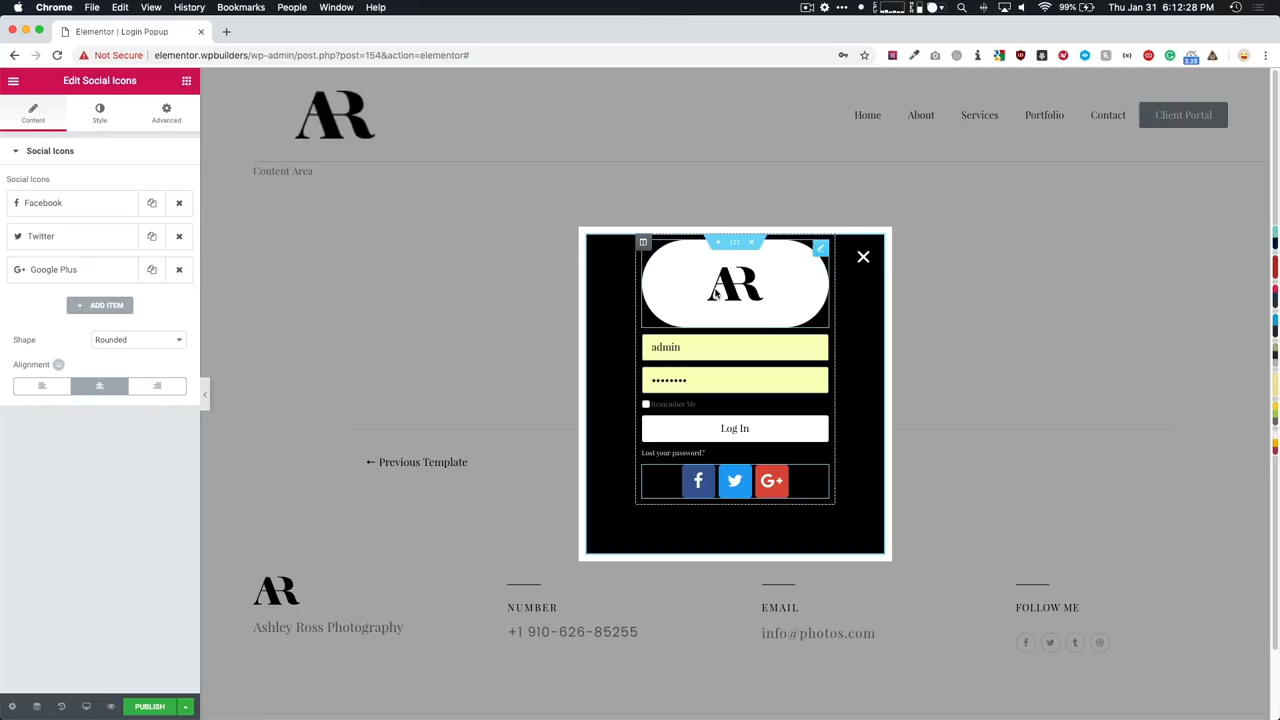 Chrome File Edit View History Bookmarks People Window Help 99% Thu Jan 31 6:12:28 PM
Elementor | Login Popup
Not Secure elementor.wpbuilders/wp-admin/post.php?post=154&action=elementor#
Edit Social Icons
Content Style Advanced
Social Icons
Social Icons
Facebook
Twitter
Google Plus
ADD ITEM
Shape Rounded
Alignment
PUBLISH
AR
Home About Services Portfolio Contact Client Portal
Content Area
AR
admin
Remember Me
Log In
Lost your password?
← Previous Template
AR
Ashley Ross Photography
NUMBER
+1 910-626-85255
EMAIL
info@photos.com
FOLLOW ME